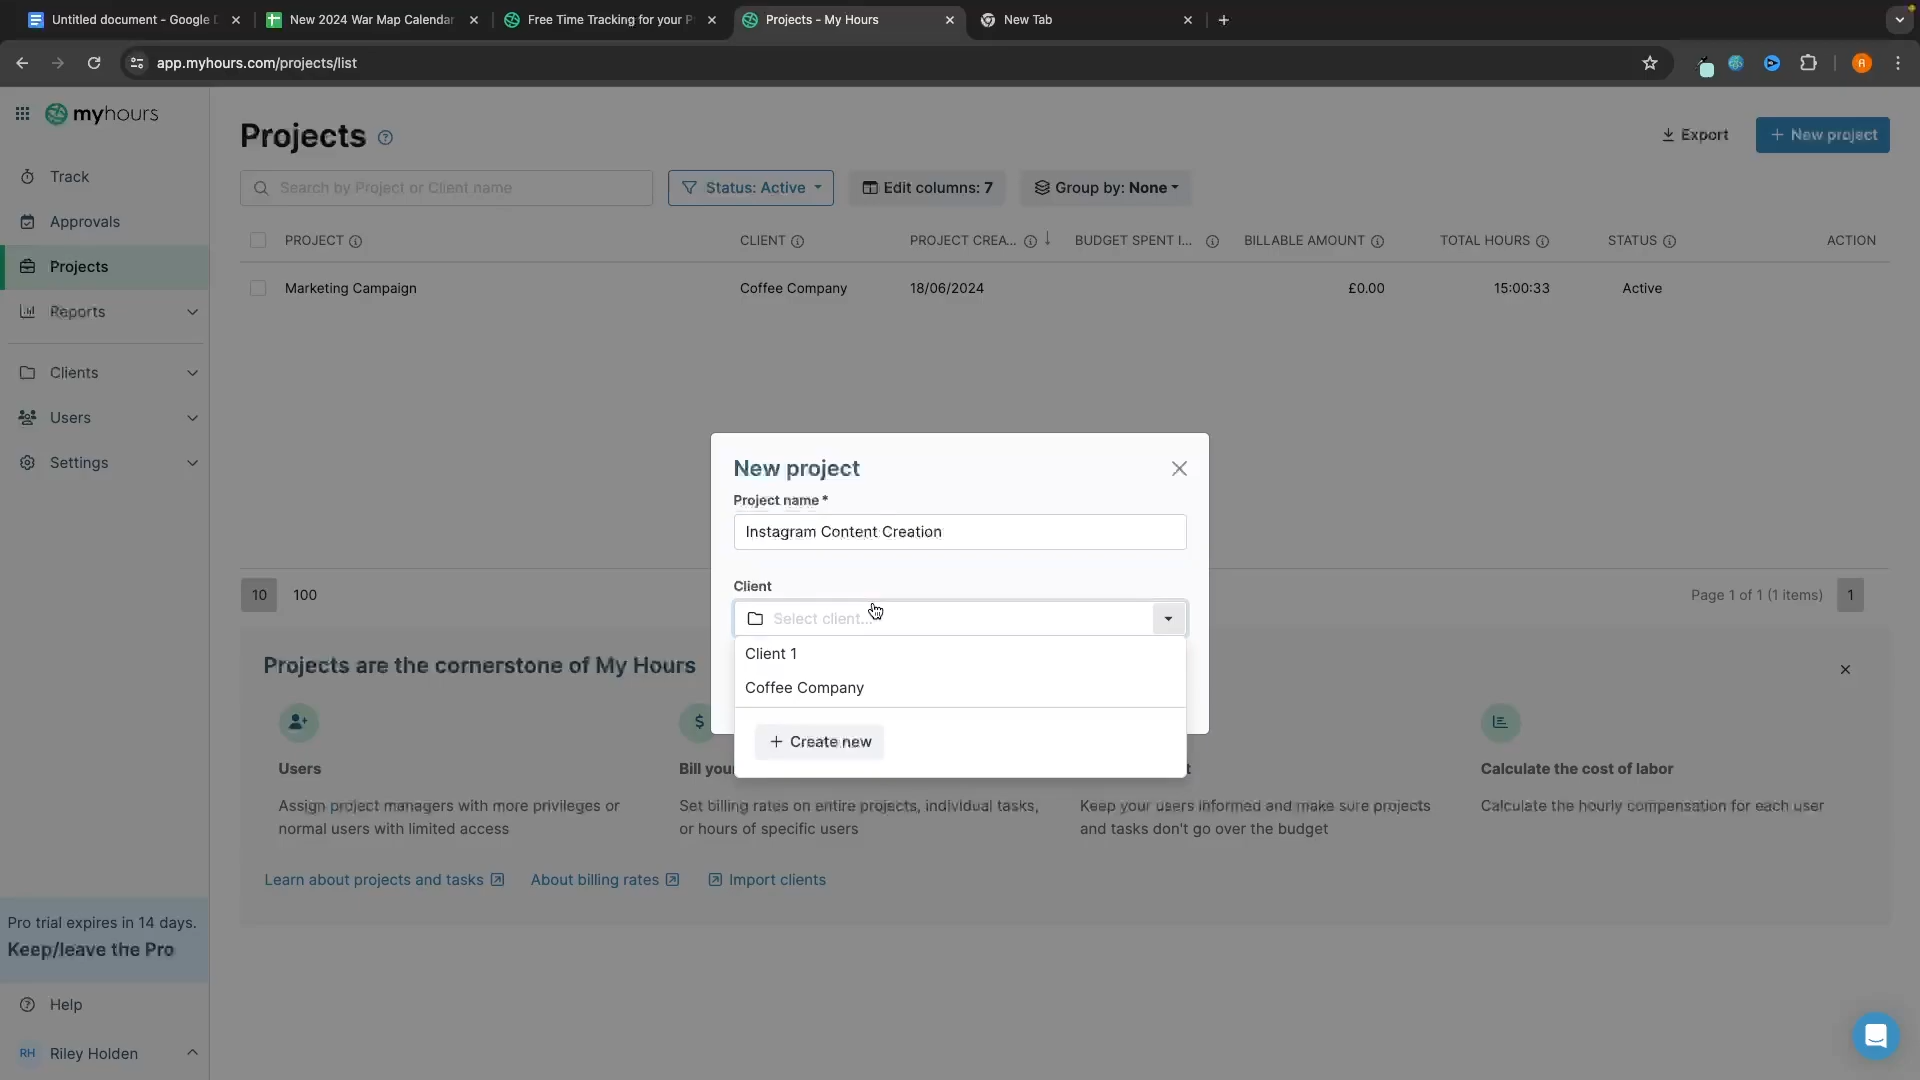 Untitled document - Google D
New 2024 War Map Calendar
Free Time Tracking for your P
Projects - My Hours
New Tab
app.myhours.com/projects/list
A
myhours
Projects
Export
+ New project
Track
Search by Project or Client name
Status: Active
Edit columns: 7
Group by: None
Approvals
PROJECT
CLIENT
PROJECT CREA...
BUDGET SPENT I...
BILLABLE AMOUNT
TOTAL HOURS
STATUS
ACTION
Projects
Marketing Campaign
Coffee Company
18/06/2024
£0.00
15:00:33
Active
Reports
Clients
Users
Settings
New project
Project name *
Instagram Content Creation
Client
Select client...
Client 1
Coffee Company
+ Create new
10
100
Page 1 of 1 (1 items)
1
Projects are the cornerstone of My Hours
Users
Assign project managers with more privileges or
normal users with limited access
Bill you
Set billing rates on entire projects, individual tasks,
or hours of specific users
t
Keep your users informed and make sure projects
and tasks don't go over the budget
Calculate the cost of labor
Calculate the hourly compensation for each user
Learn about projects and tasks
About billing rates
Import clients
Pro trial expires in 14 days.
Keep/leave the Pro
Help
RH
Riley Holden